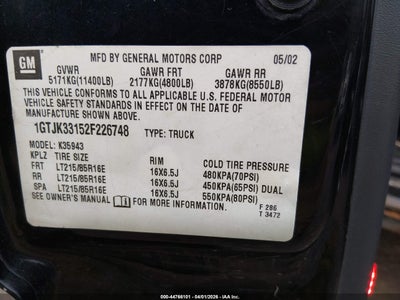 GM
MFD BY GENERAL MOTORS CORP 05/02
GVWR GAWR FRT GAWR RR
5171KG(11400LB) 2177KG(4800LB) 3878KG(8550LB)
THIS VEHICLE CONFORMS TO ALL APPLICABLE U.S. FEDERAL MOTOR
VEHICLE SAFETY STANDARDS IN EFFECT ON THE DATE OF
MANUFACTURE SHOWN ABOVE.
1GTJK33152F226748 TYPE: TRUCK
MODEL: K35943
KPLZ TIRE SIZE RIM COLD TIRE PRESSURE
FRT LT215/85R16E 16X6.5J 480KPA(70PSI)
RR LT215/85R16E 16X6.5J 450KPA(65PSI) DUAL
SPA LT215/85R16E 16X6.5J 550KPA(80PSI)
SEE OWNER'S MANUAL FOR ADDITIONAL INFORMATION.
F 286
T 3472
000-44766101 - 04/01/2026 - IAA Inc.